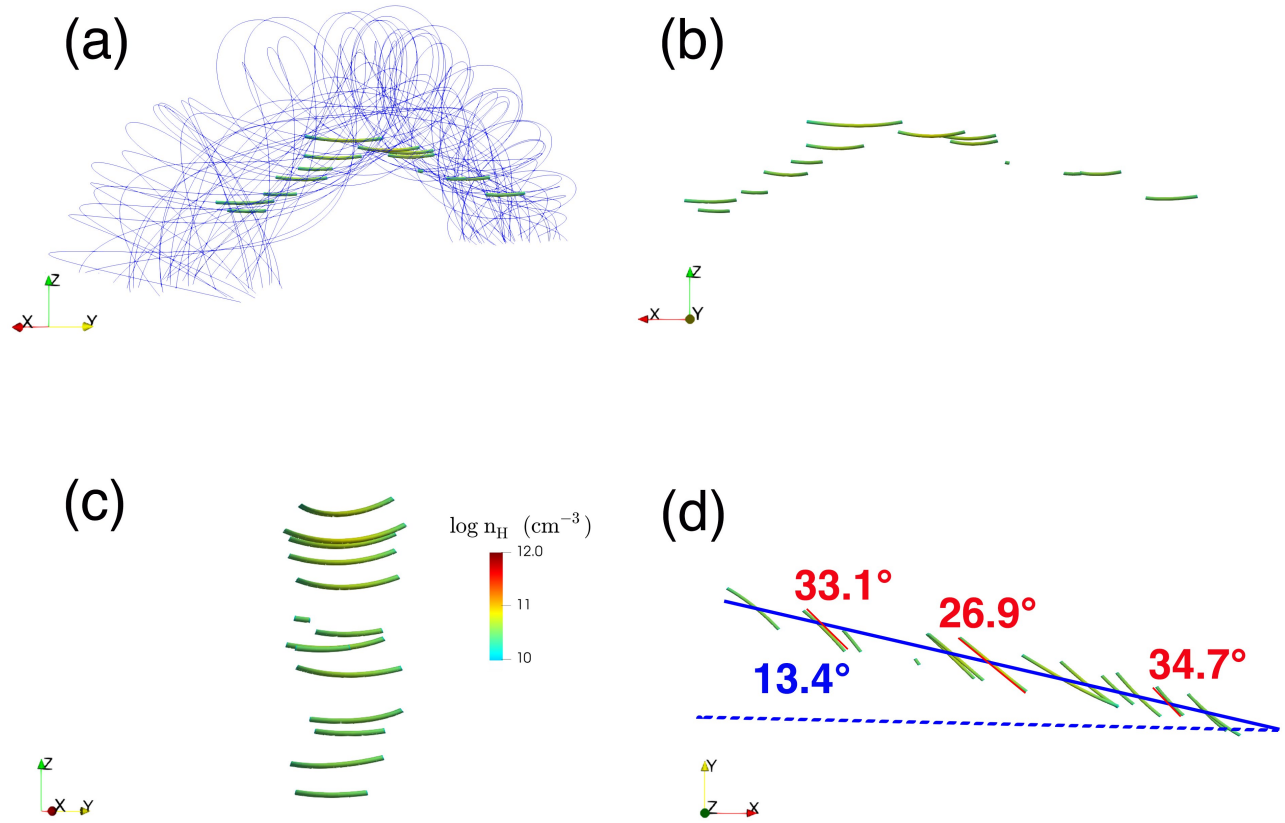 (a)
(b)
Z
X
Y
Z
X
Y
(c)
log n_H (cm⁻³)
12.0
11
10
Z
X
Y
(d)
33.1°
26.9°
34.7°
13.4°
Y
Z
X